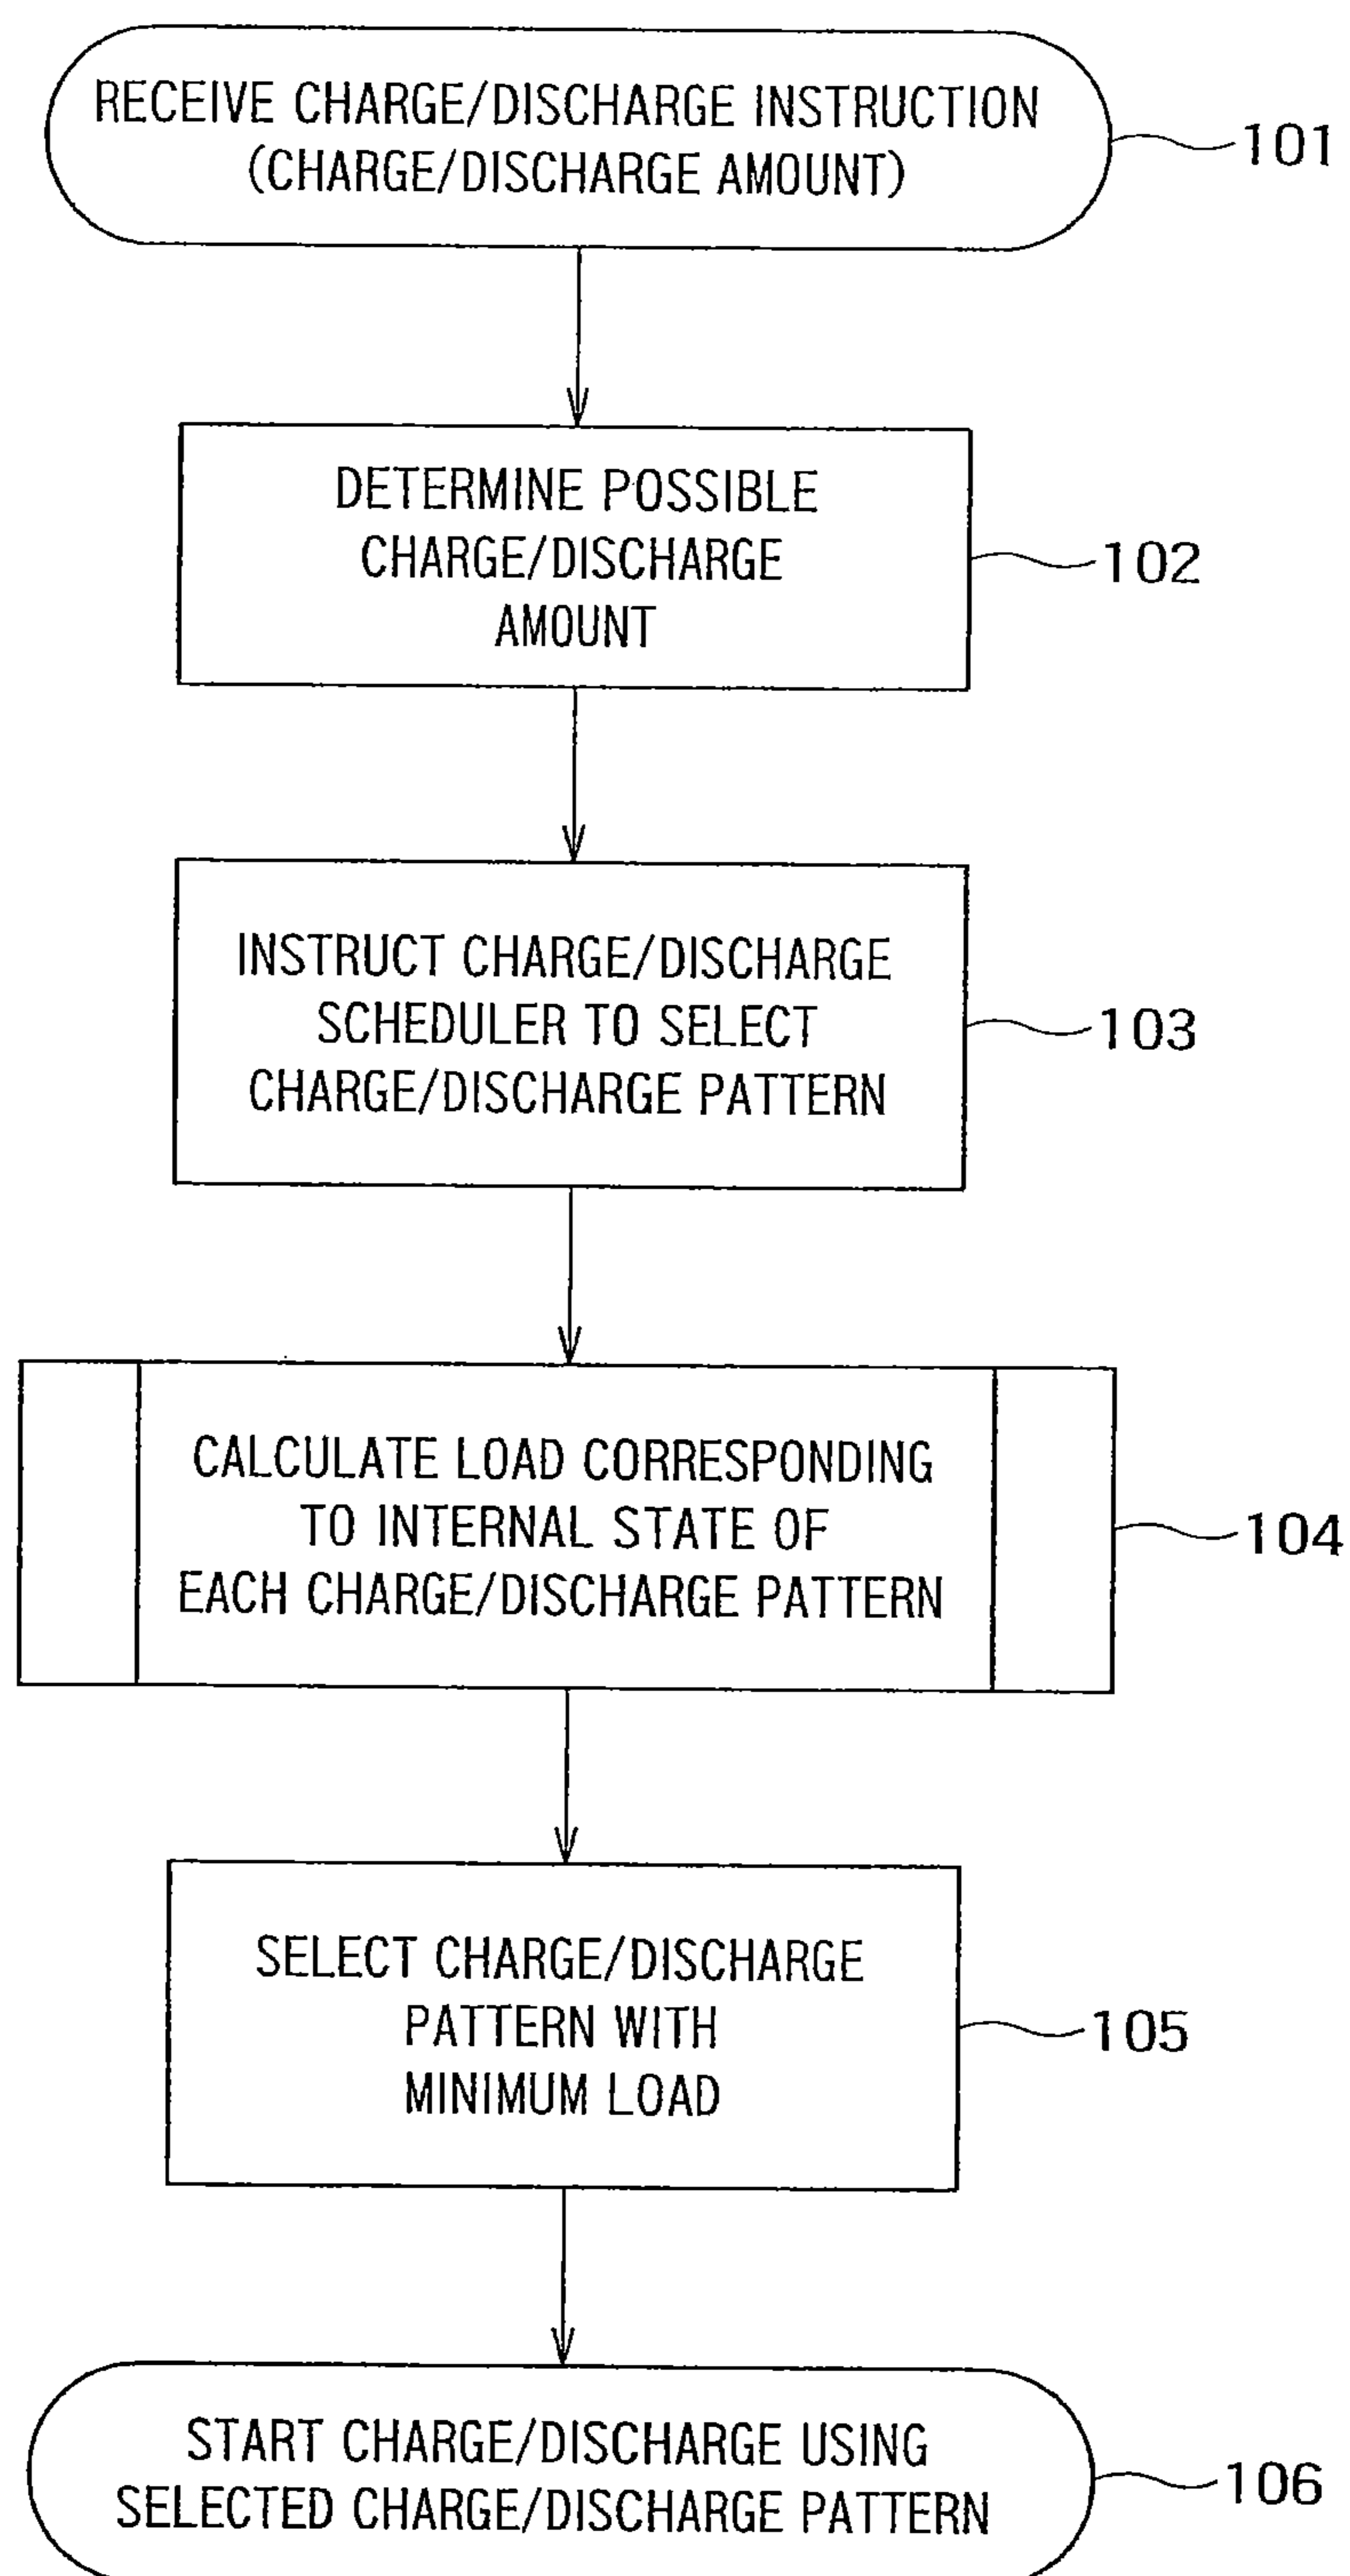 RECEIVE CHARGE/DISCHARGE INSTRUCTION
(CHARGE/DISCHARGE AMOUNT)
101
DETERMINE POSSIBLE
CHARGE/DISCHARGE
AMOUNT
102
INSTRUCT CHARGE/DISCHARGE
SCHEDULER TO SELECT
CHARGE/DISCHARGE PATTERN
103
CALCULATE LOAD CORRESPONDING
TO INTERNAL STATE OF
EACH CHARGE/DISCHARGE PATTERN
104
SELECT CHARGE/DISCHARGE
PATTERN WITH
MINIMUM LOAD
105
START CHARGE/DISCHARGE USING
SELECTED CHARGE/DISCHARGE PATTERN
106